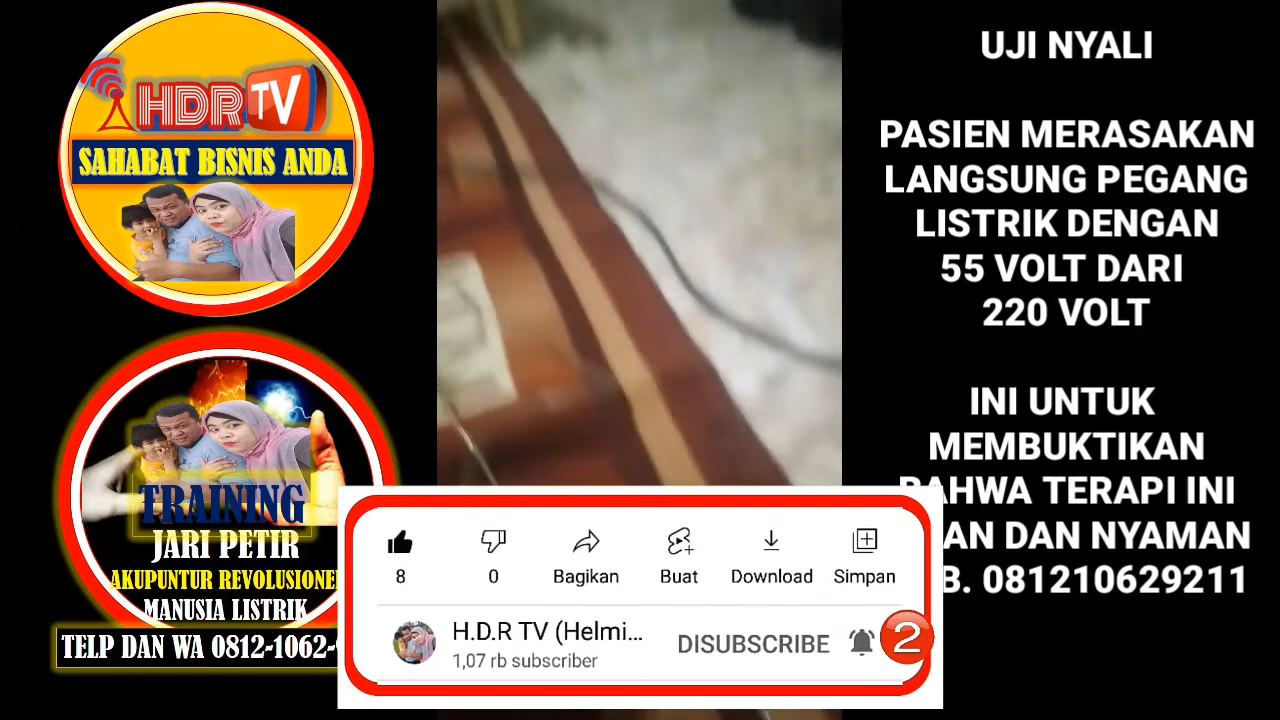 HDR TV
SAHABAT BISNIS ANDA
TRAINING
JARI PETIR
AKUPUNTUR REVOLUSIONE
MANUSIA LISTRIK
TELP DAN WA 0812-1062-
UJI NYALI
PASIEN MERASAKAN
LANGSUNG PEGANG
LISTRIK DENGAN
55 VOLT DARI
220 VOLT
INI UNTUK
MEMBUKTIKAN
BAHWA TERAPI INI
AN DAN NYAMAN
B. 081210629211
8
0
Bagikan
Buat
Download
Simpan
H.D.R TV (Helmi...
1,07 rb subscriber
DISUBSCRIBE
2